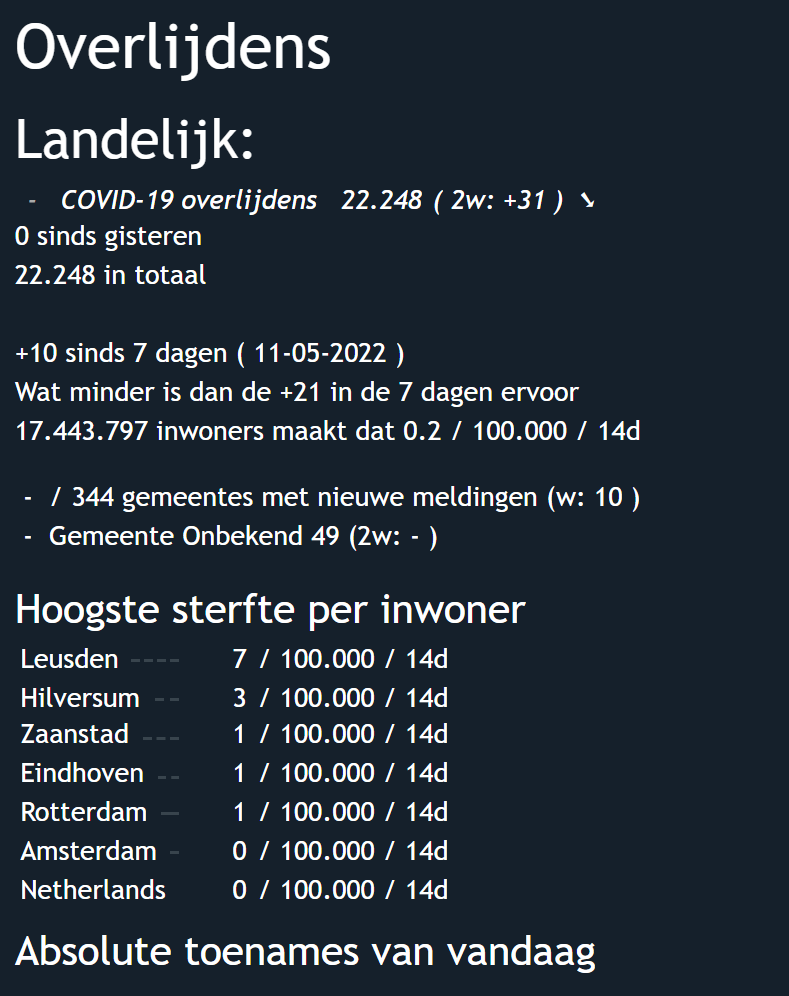 Overlijdens
Landelijk:
- COVID-19 overlijdens 22.248 ( 2w: +31 ) ➘
0 sinds gisteren
22.248 in totaal
+10 sinds 7 dagen ( 11-05-2022 )
Wat minder is dan de +21 in de 7 dagen ervoor
17.443.797 inwoners maakt dat 0.2 / 100.000 / 14d
- / 344 gemeentes met nieuwe meldingen (w: 10 )
- Gemeente Onbekend 49 (2w: - )
Hoogste sterfte per inwoner
Leusden ---- 7 / 100.000 / 14d
Hilversum -- 3 / 100.000 / 14d
Zaanstad --- 1 / 100.000 / 14d
Eindhoven -- 1 / 100.000 / 14d
Rotterdam — 1 / 100.000 / 14d
Amsterdam - 0 / 100.000 / 14d
Netherlands 0 / 100.000 / 14d
Absolute toenames van vandaag